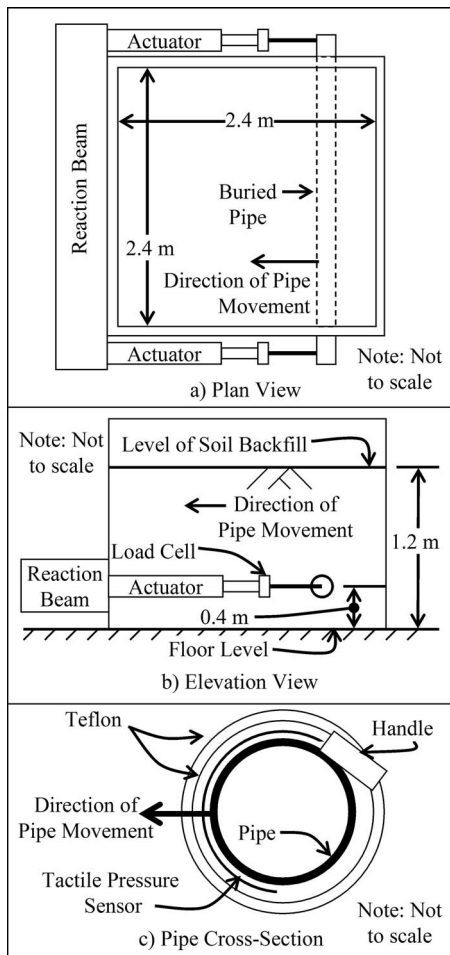 Actuator
Reaction Beam
2.4 m
2.4 m
Buried
Pipe
Direction of Pipe
Movement
Actuator
Note: Not
to scale
a) Plan View
Note: Not
to scale
Level of Soil Backfill
Direction of
Pipe Movement
1.2 m
Load Cell
Reaction
Beam
Actuator
0.4 m
Floor Level
b) Elevation View
Teflon
Handle
Direction of
Pipe Movement
Pipe
Tactile Pressure
Sensor
Note: Not
to scale
c) Pipe Cross-Section